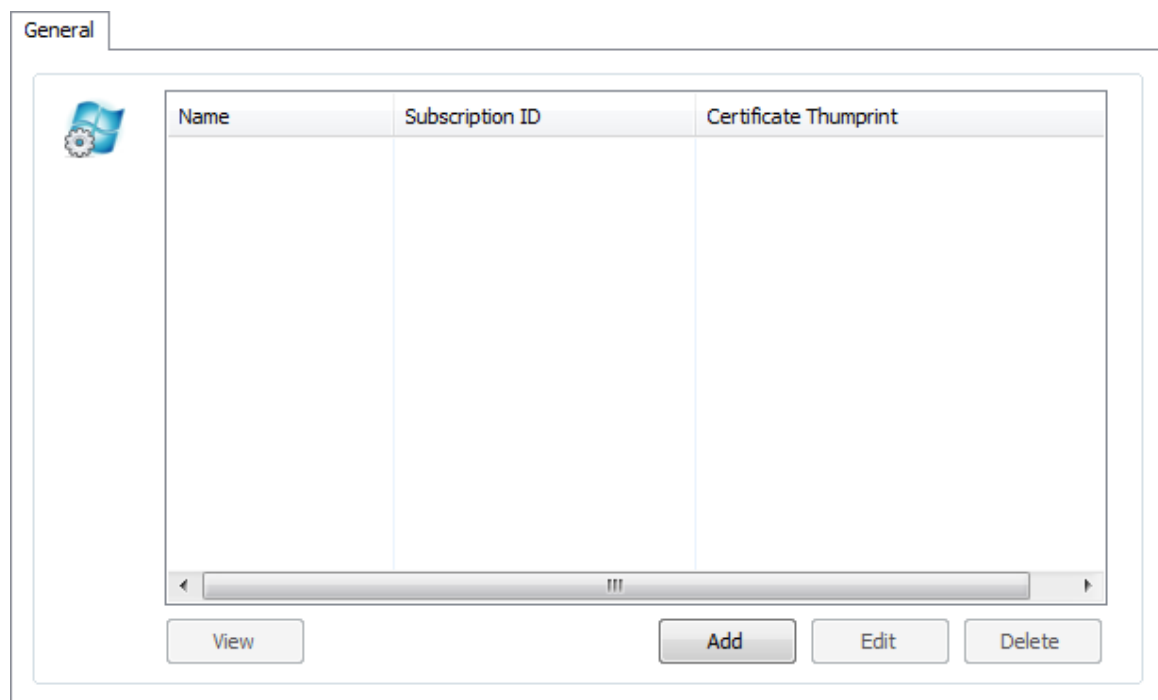 General
Name Subscription ID Certificate Thumprint
View Add Edit Delete